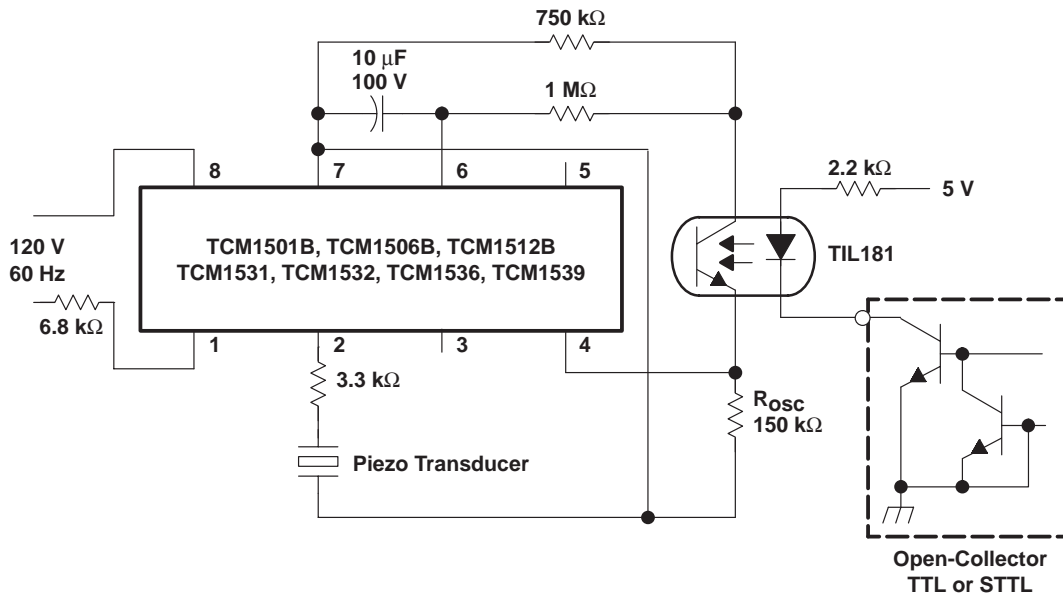 750 kΩ
10 µF
100 V
1 MΩ
8
7
6
5
2.2 kΩ
5 V
120 V
60 Hz
TCM1501B, TCM1506B, TCM1512B
TCM1531, TCM1532, TCM1536, TCM1539
TIL181
6.8 kΩ
1
2
3
4
3.3 kΩ
Rosc
150 kΩ
Piezo Transducer
Open-Collector
TTL or STTL